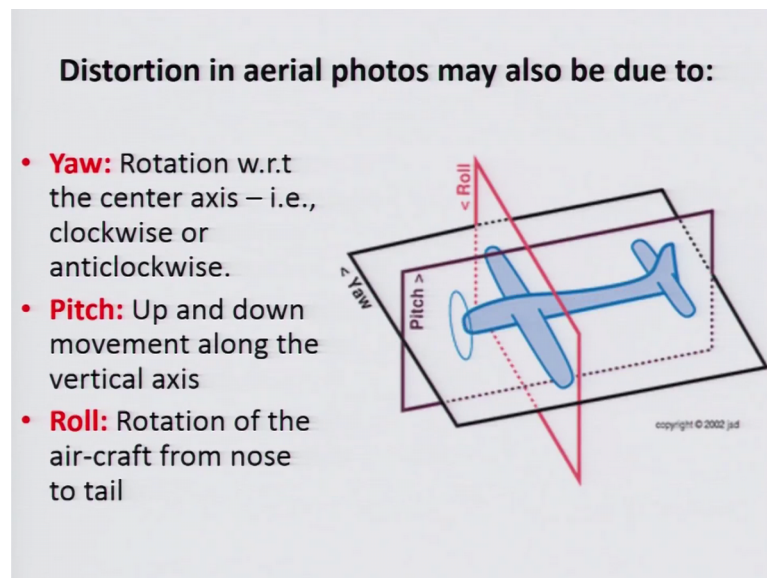 Distortion in aerial photos may also be due to:
• Yaw: Rotation w.r.t
the center axis – i.e.,
clockwise or
anticlockwise.
• Pitch: Up and down
movement along the
vertical axis
• Roll: Rotation of the
air-craft from nose
to tail
< Roll
< Yaw
Pitch >
copyright © 2002 jsd